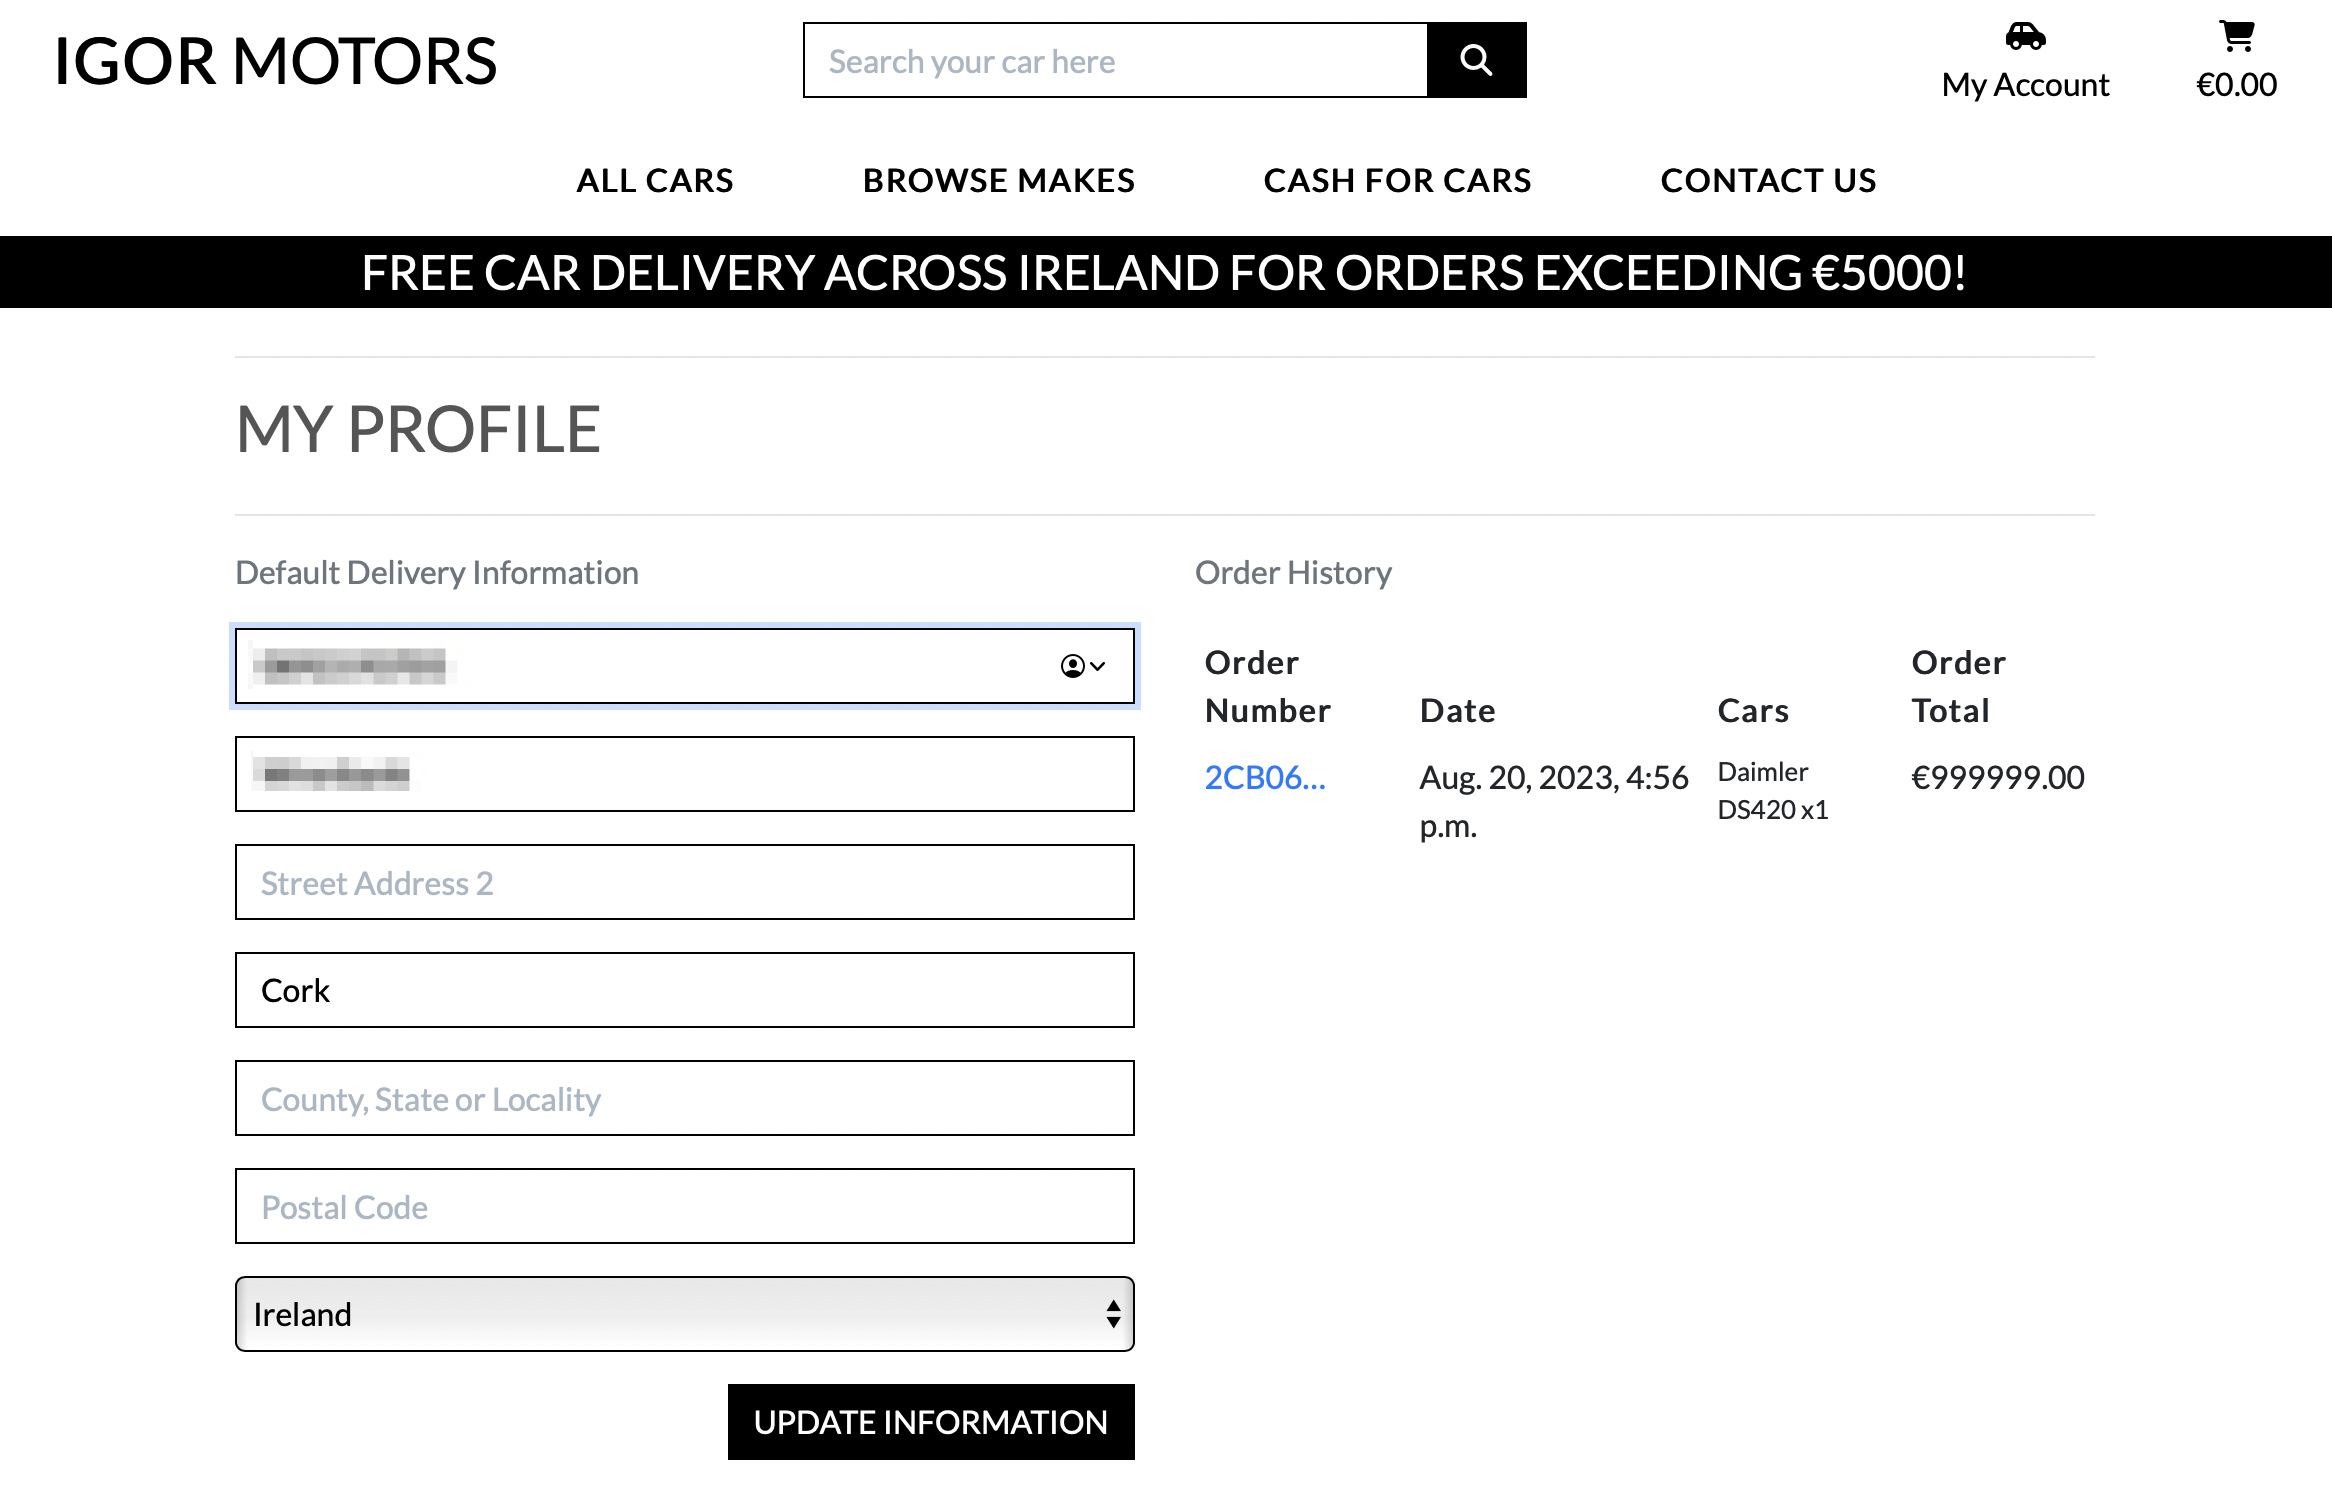 IGOR MOTORS
Search your car here
My Account
€0.00
ALL CARS
BROWSE MAKES
CASH FOR CARS
CONTACT US
FREE CAR DELIVERY ACROSS IRELAND FOR ORDERS EXCEEDING €5000!
MY PROFILE
Default Delivery Information
Street Address 2
Cork
County, State or Locality
Postal Code
Ireland
UPDATE INFORMATION
Order History
Order
Number
Date
Cars
Order
Total
2CB06...
Aug. 20, 2023, 4:56
p.m.
Daimler
DS420 x1
€999999.00